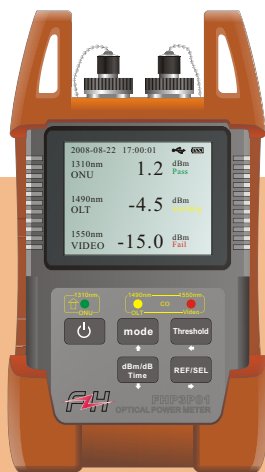 2008-08-22 17:00:01
1310nm 1.2 dBm
ONU Pass
1490nm -4.5 dBm
OLT
1550nm -15.0 dBm
VIDEO Fail
1310nm 1490nm 1550nm
CO
ONU OLT Video
mode Threshold
dBm/dB
Time REF/SEL
FHP3P01
OPTICAL POWER METER